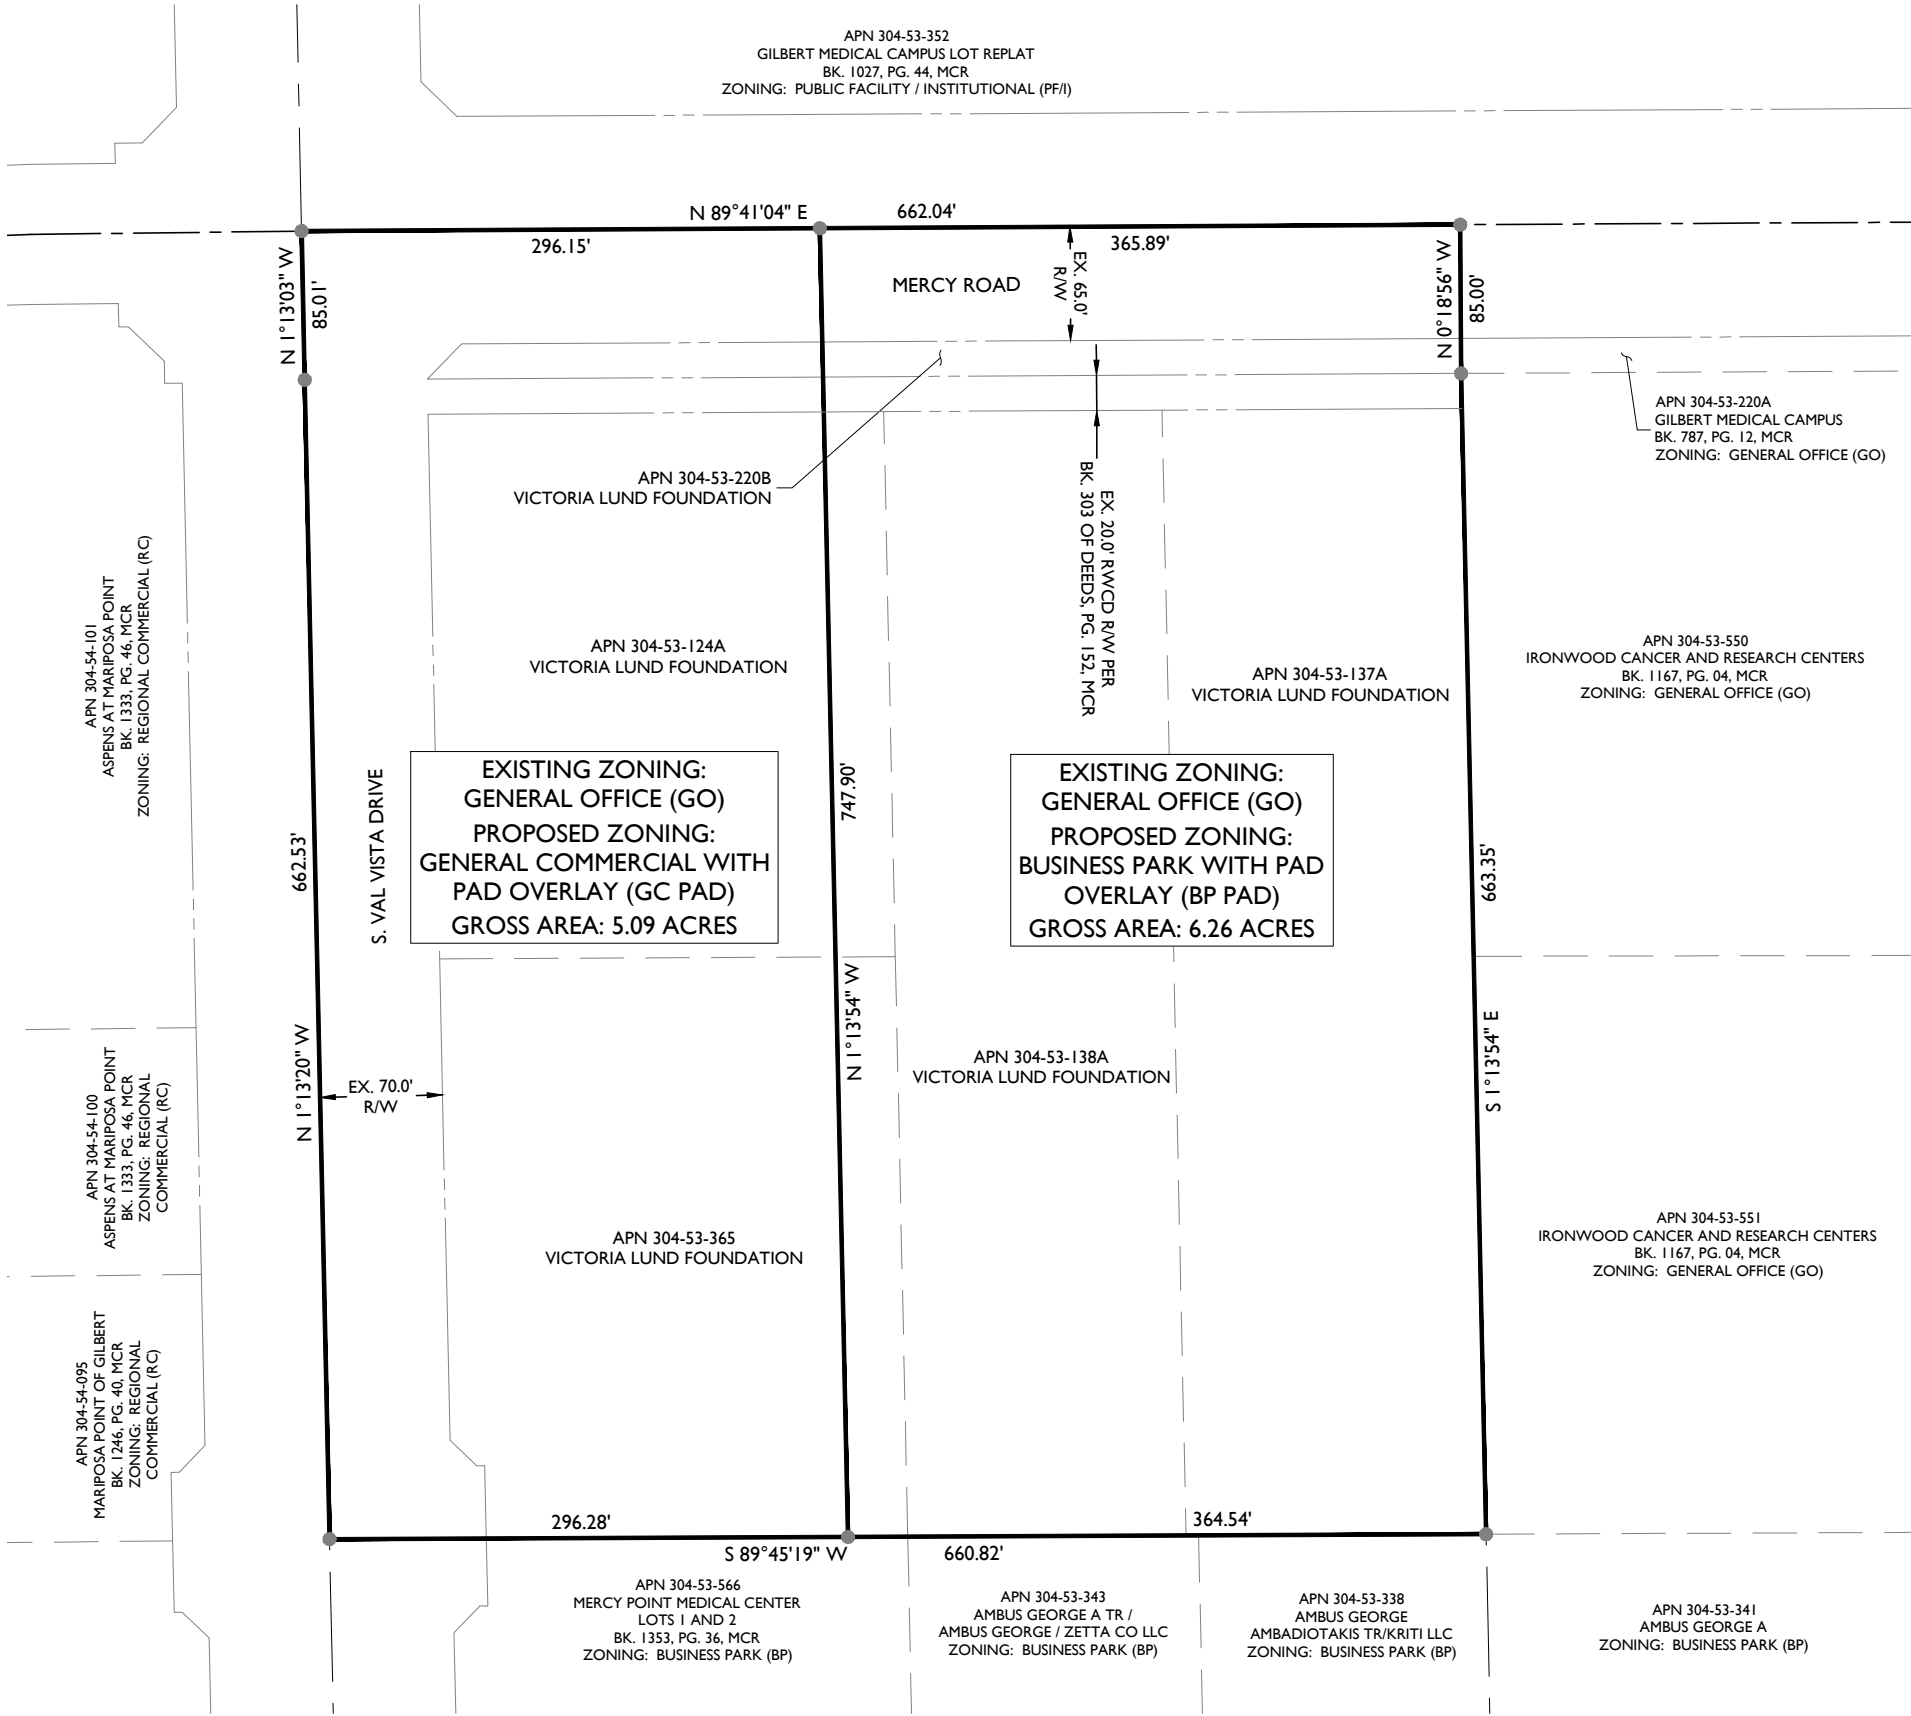 APN 304-53-352
GILBERT MEDICAL CAMPUS LOT REPLAT
BK. 1027, PG. 44, MCR
ZONING: PUBLIC FACILITY / INSTITUTIONAL (PF/I)
N 89°41'04" E
662.04'
296.15'
365.89'
N 1°13'03" W
85.01'
MERCY ROAD
EX. 65.0'
R/W
N 0°18'56" W
85.00'
APN 304-53-220A
GILBERT MEDICAL CAMPUS
BK. 787, PG. 12, MCR
ZONING: GENERAL OFFICE (GO)
APN 304-53-220B
VICTORIA LUND FOUNDATION
EX. 20.0' RWCD R/W PER
BK. 303 OF DEEDS, PG. 152, MCR
APN 304-54-101
ASPENS AT MARIPOSA POINT
BK. 1333, PG. 46, MCR
ZONING: REGIONAL COMMERCIAL (RC)
APN 304-53-124A
VICTORIA LUND FOUNDATION
APN 304-53-137A
VICTORIA LUND FOUNDATION
APN 304-53-550
IRONWOOD CANCER AND RESEARCH CENTERS
BK. 1167, PG. 04, MCR
ZONING: GENERAL OFFICE (GO)
662.53'
S. VAL VISTA DRIVE
EXISTING ZONING:
GENERAL OFFICE (GO)
PROPOSED ZONING:
GENERAL COMMERCIAL WITH
PAD OVERLAY (GC PAD)
GROSS AREA: 5.09 ACRES
747.90'
EXISTING ZONING:
GENERAL OFFICE (GO)
PROPOSED ZONING:
BUSINESS PARK WITH PAD
OVERLAY (BP PAD)
GROSS AREA: 6.26 ACRES
663.35'
N 1°13'20" W
EX. 70.0'
R/W
N 1°13'54" W
S 1°13'54" E
APN 304-53-138A
VICTORIA LUND FOUNDATION
APN 304-54-100
ASPENS AT MARIPOSA POINT
BK. 1333, PG. 46, MCR
ZONING: REGIONAL
COMMERCIAL (RC)
APN 304-53-365
VICTORIA LUND FOUNDATION
APN 304-53-551
IRONWOOD CANCER AND RESEARCH CENTERS
BK. 1167, PG. 04, MCR
ZONING: GENERAL OFFICE (GO)
APN 304-54-095
MARIPOSA POINT OF GILBERT
BK. 1246, PG. 40, MCR
ZONING: REGIONAL
COMMERCIAL (RC)
296.28'
364.54'
S 89°45'19" W
660.82'
APN 304-53-566
MERCY POINT MEDICAL CENTER
LOTS 1 AND 2
BK. 1353, PG. 36, MCR
ZONING: BUSINESS PARK (BP)
APN 304-53-343
AMBUS GEORGE A TR /
AMBUS GEORGE / ZETTA CO LLC
ZONING: BUSINESS PARK (BP)
APN 304-53-338
AMBUS GEORGE
AMBADIOTAKIS TR/KRITI LLC
ZONING: BUSINESS PARK (BP)
APN 304-53-341
AMBUS GEORGE A
ZONING: BUSINESS PARK (BP)